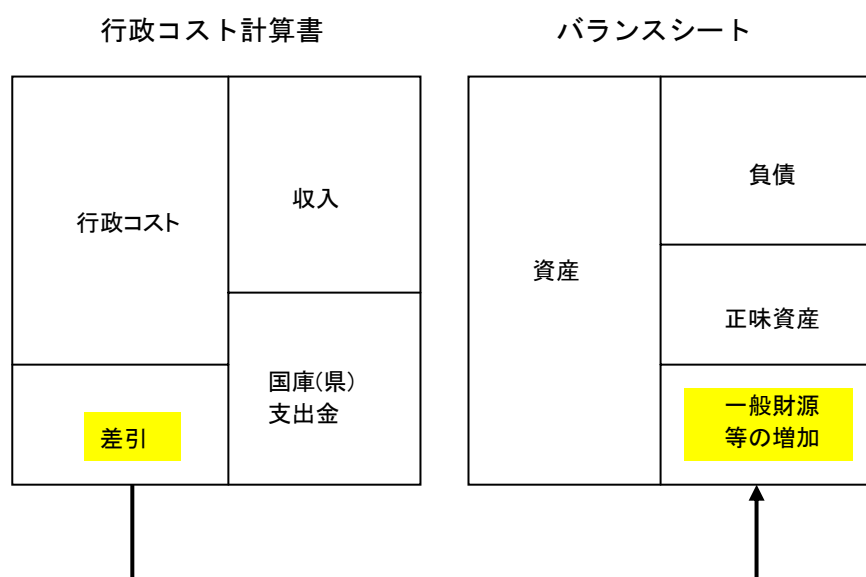 行政コスト計算書
バランスシート
行政コスト
収入
国庫(県)
支出金
差引
資産
負債
正味資産
一般財源
等の増加